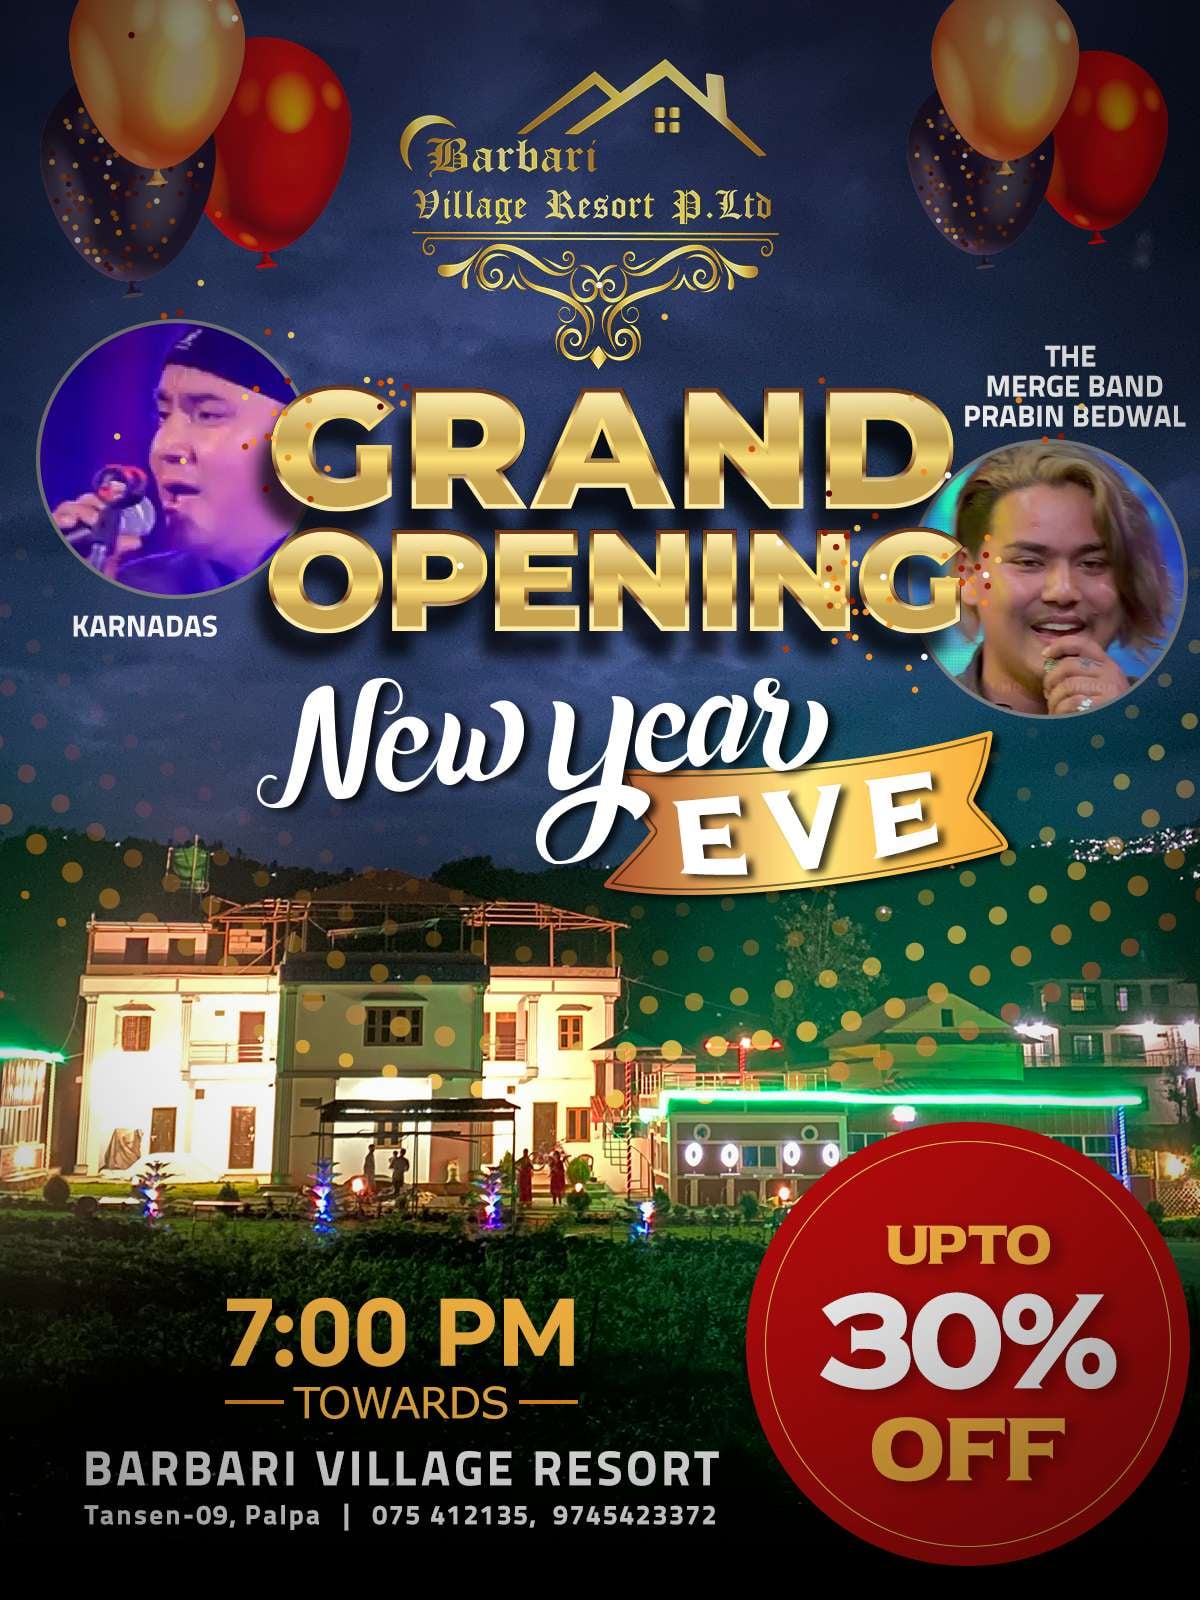 Barbari
Village Resort P.Ltd
GRAND
OPENING
THE
MERGE BAND
PRABIN BEDWAL
KARNADAS
New Year
EVE
UPTO
30%
OFF
7:00 PM
TOWARDS
BARBARI VILLAGE RESORT
Tansen-09, Palpa | 075 412135, 9745423372